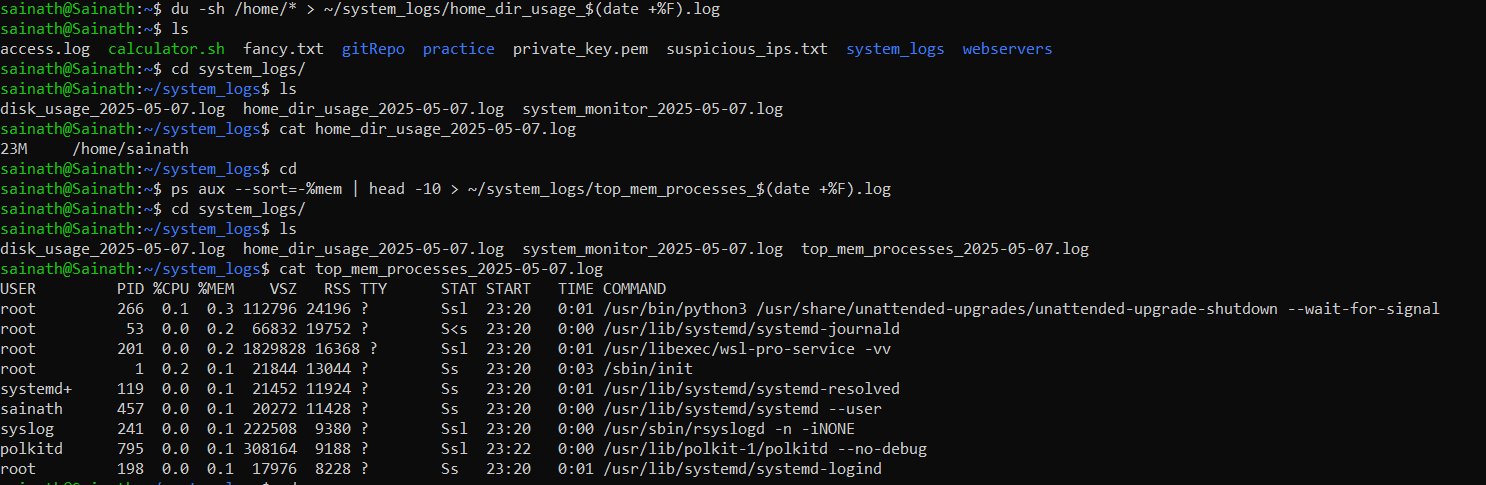 sainath@Sainath:~$ du -sh /home/* > ~/system_logs/home_dir_usage_$(date +%F).log
sainath@Sainath:~$ ls
access.log  calculator.sh  fancy.txt  gitRepo  practice  private_key.pem  suspicious_ips.txt  system_logs  webservers
sainath@Sainath:~$ cd system_logs/
sainath@Sainath:~/system_logs$ ls
disk_usage_2025-05-07.log  home_dir_usage_2025-05-07.log  system_monitor_2025-05-07.log
sainath@Sainath:~/system_logs$ cat home_dir_usage_2025-05-07.log
23M     /home/sainath
sainath@Sainath:~/system_logs$ cd
sainath@Sainath:~$ ps aux --sort=-%mem | head -10 > ~/system_logs/top_mem_processes_$(date +%F).log
sainath@Sainath:~$ cd system_logs/
sainath@Sainath:~/system_logs$ ls
disk_usage_2025-05-07.log  home_dir_usage_2025-05-07.log  system_monitor_2025-05-07.log  top_mem_processes_2025-05-07.log
sainath@Sainath:~/system_logs$ cat top_mem_processes_2025-05-07.log
USER         PID %CPU %MEM    VSZ   RSS TTY      STAT START   TIME COMMAND
root         266  0.1  0.3 112796 24196 ?        Ssl  23:20   0:01 /usr/bin/python3 /usr/share/unattended-upgrades/unattended-upgrade-shutdown --wait-for-signal
root          53  0.0  0.2  66832 19752 ?        S<s  23:20   0:00 /usr/lib/systemd/systemd-journald
root         201  0.0  0.2 1829828 16368 ?       Ssl  23:20   0:01 /usr/libexec/wsl-pro-service -vv
root           1  0.2  0.1  21844 13044 ?        Ss   23:20   0:03 /sbin/init
systemd+     119  0.0  0.1  21452 11924 ?        Ss   23:20   0:01 /usr/lib/systemd/systemd-resolved
sainath      457  0.0  0.1  20272 11428 ?        Ss   23:20   0:00 /usr/lib/systemd/systemd --user
syslog       241  0.0  0.1 222508  9380 ?        Ssl  23:20   0:00 /usr/sbin/rsyslogd -n -iNONE
polkitd      795  0.0  0.1 308164  9188 ?        Ssl  23:22   0:00 /usr/lib/polkit-1/polkitd --no-debug
root         198  0.0  0.1  17976  8228 ?        Ss   23:20   0:01 /usr/lib/systemd/systemd-logind